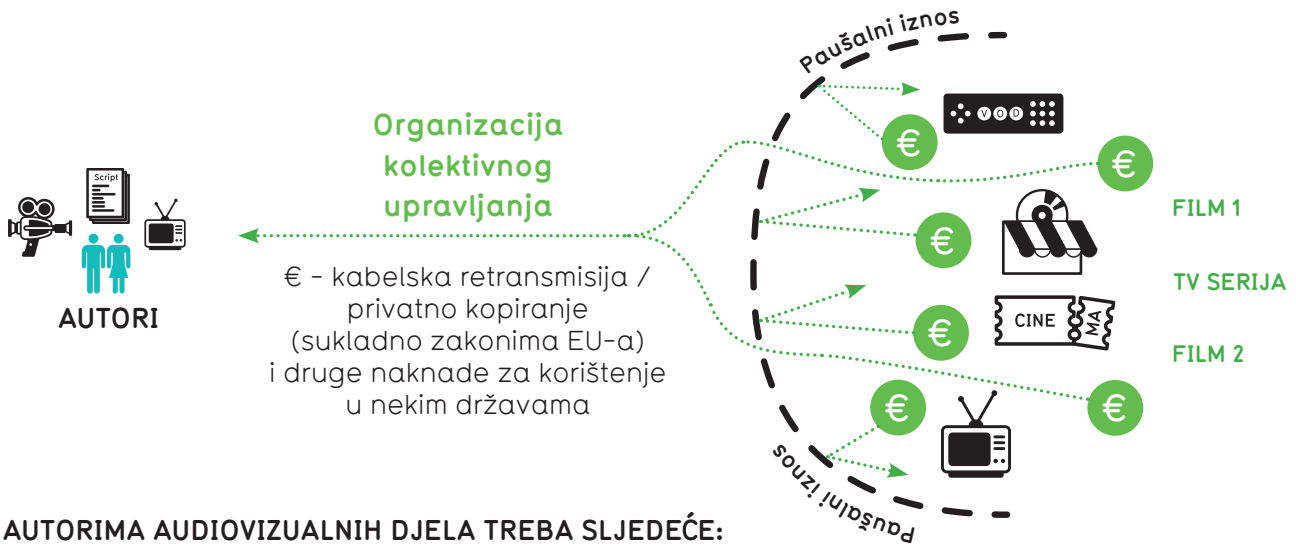 Paušalni iznos
VOD
Organizacija
kolektivnog
upravljanja
€
€
Script
FILM 1
€
AUTORI
€ - kabelska retransmisija /
privatno kopiranje
(sukladno zakonima EU-a)
i druge naknade za korištenje
u nekim državama
TV SERIJA
CINE
MA
€
FILM 2
€
€
Paušalni iznos
AUTORIMA AUDIOVIZUALNIH DJELA TREBA SLJEDEĆE: